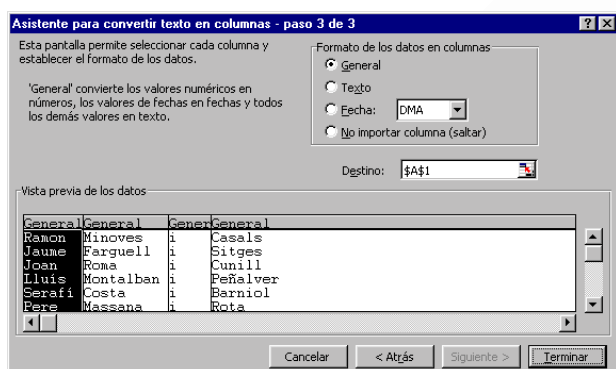 Asistente para convertir texto en columnas - paso 3 de 3
Esta pantalla permite seleccionar cada columna y
establecer el formato de los datos.
'General' convierte los valores numéricos en
números, los valores de fechas en fechas y todos
los demás valores en texto.
Formato de los datos en columnas
General
Texto
Fecha: DMA
No importar columna (saltar)
Destino: $A$1
Vista previa de los datos
General General Gener General
Ramon Minoves i Casals
Jaume Farguell i Sitges
Joan Roma i Cunill
Lluís Montalban i Peñalver
Serafí Costa i Barniol
Pere Massana i Rota
Cancelar < Atrás Siguiente > Terminar